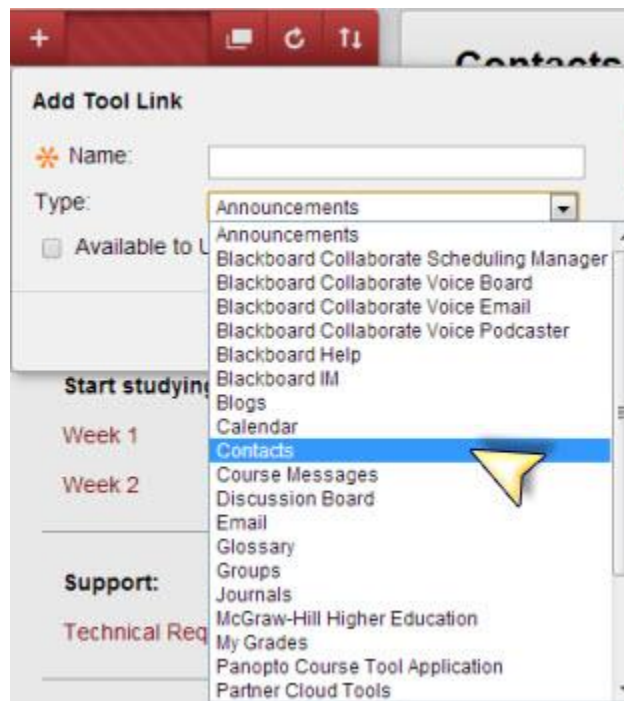 Contacts
Add Tool Link
Name:
Type:
Announcements
Available to U
Announcements
Blackboard Collaborate Scheduling Manager
Blackboard Collaborate Voice Board
Blackboard Collaborate Voice Email
Blackboard Collaborate Voice Podcaster
Blackboard Help
Blackboard IM
Blogs
Calendar
Contacts
Course Messages
Discussion Board
Email
Glossary
Groups
Journals
McGraw-Hill Higher Education
My Grades
Panopto Course Tool Application
Partner Cloud Tools
Start studying
Week 1
Week 2
Support:
Technical Req